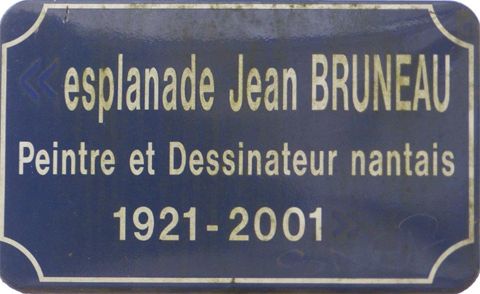 « esplanade Jean BRUNEAU
Peintre et Dessinateur nantais
1921-2001 »